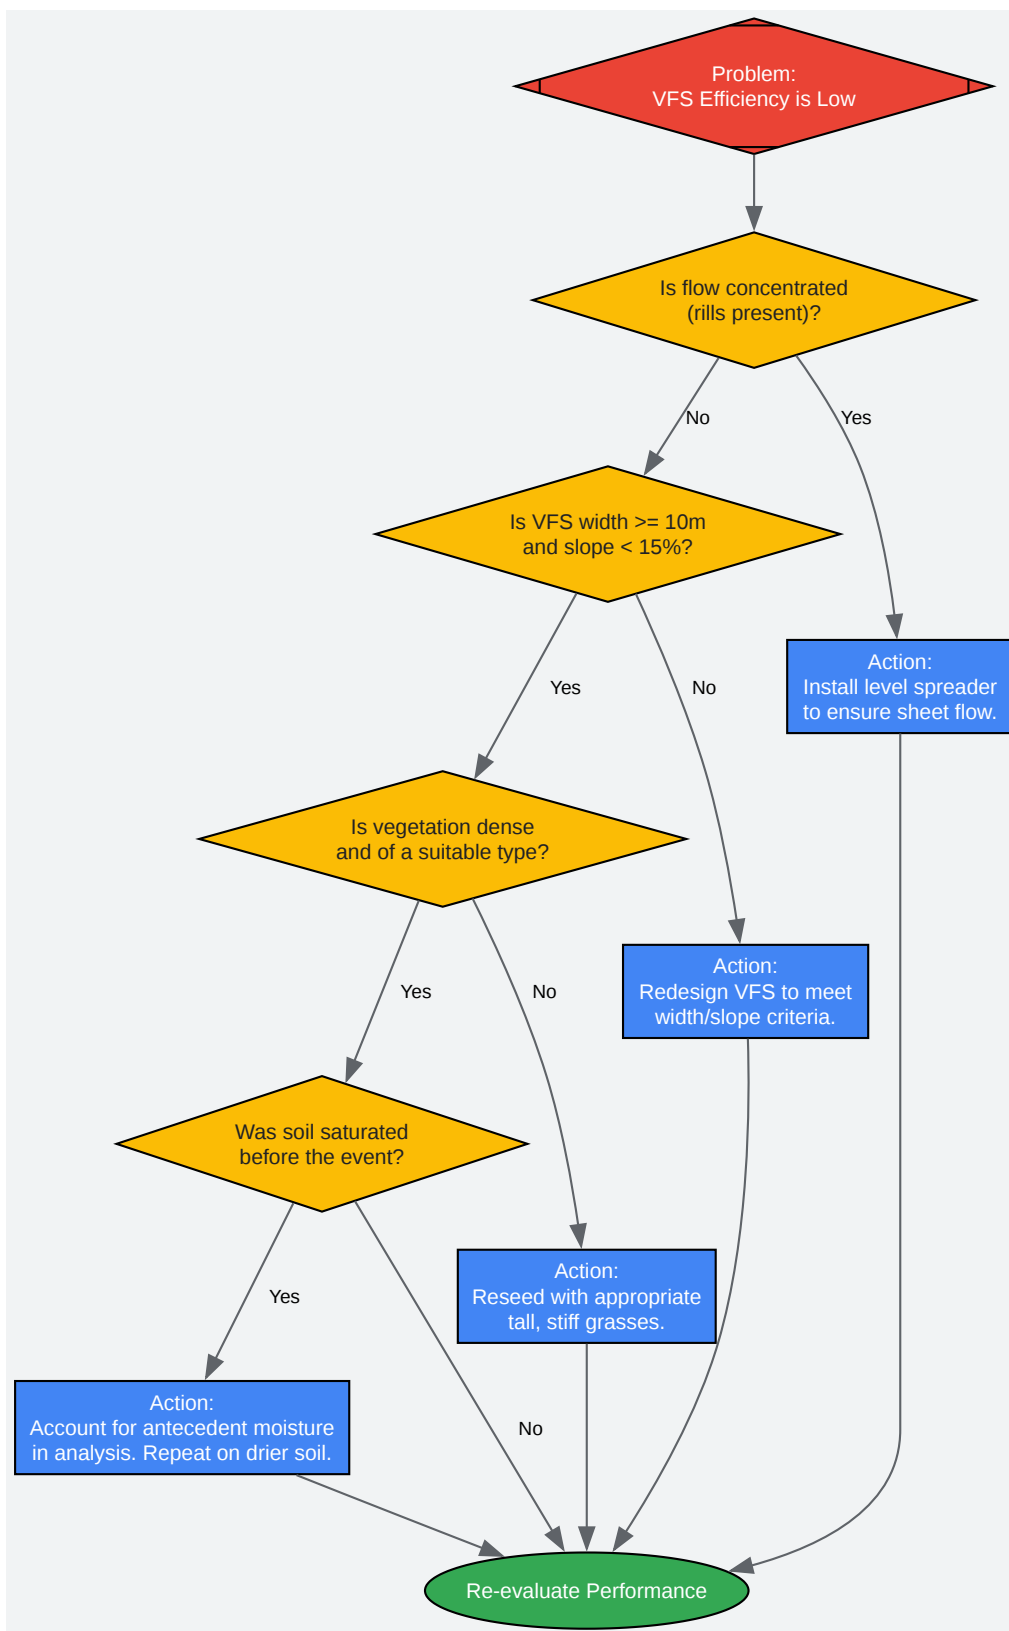 Problem:
VFS Efficiency is Low
Is flow concentrated
(rills present)?
No
Yes
Is VFS width >= 10m
and slope < 15%?
Action:
Install level spreader
to ensure sheet flow.
Yes
No
Is vegetation dense
and of a suitable type?
Action:
Redesign VFS to meet
width/slope criteria.
Yes
No
Was soil saturated
before the event?
Action:
Reseed with appropriate
tall, stiff grasses.
Yes
No
Action:
Account for antecedent moisture
in analysis. Repeat on drier soil.
Re-evaluate Performance